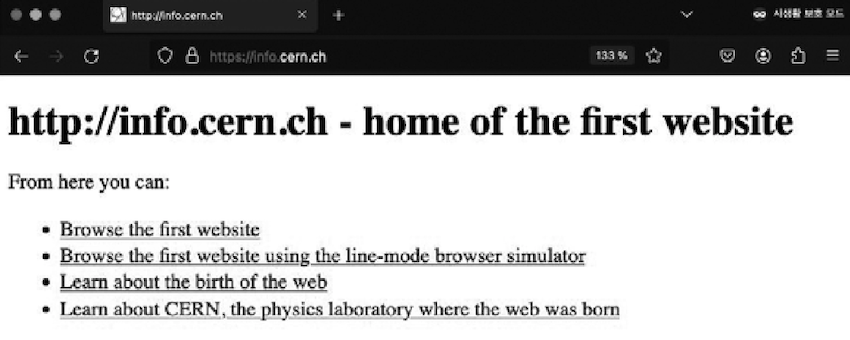 http://info.cern.ch
사생활 보호 모드
https://info.cern.ch
133 %
http://info.cern.ch - home of the first website
From here you can:
Browse the first website
Browse the first website using the line-mode browser simulator
Learn about the birth of the web
Learn about CERN, the physics laboratory where the web was born